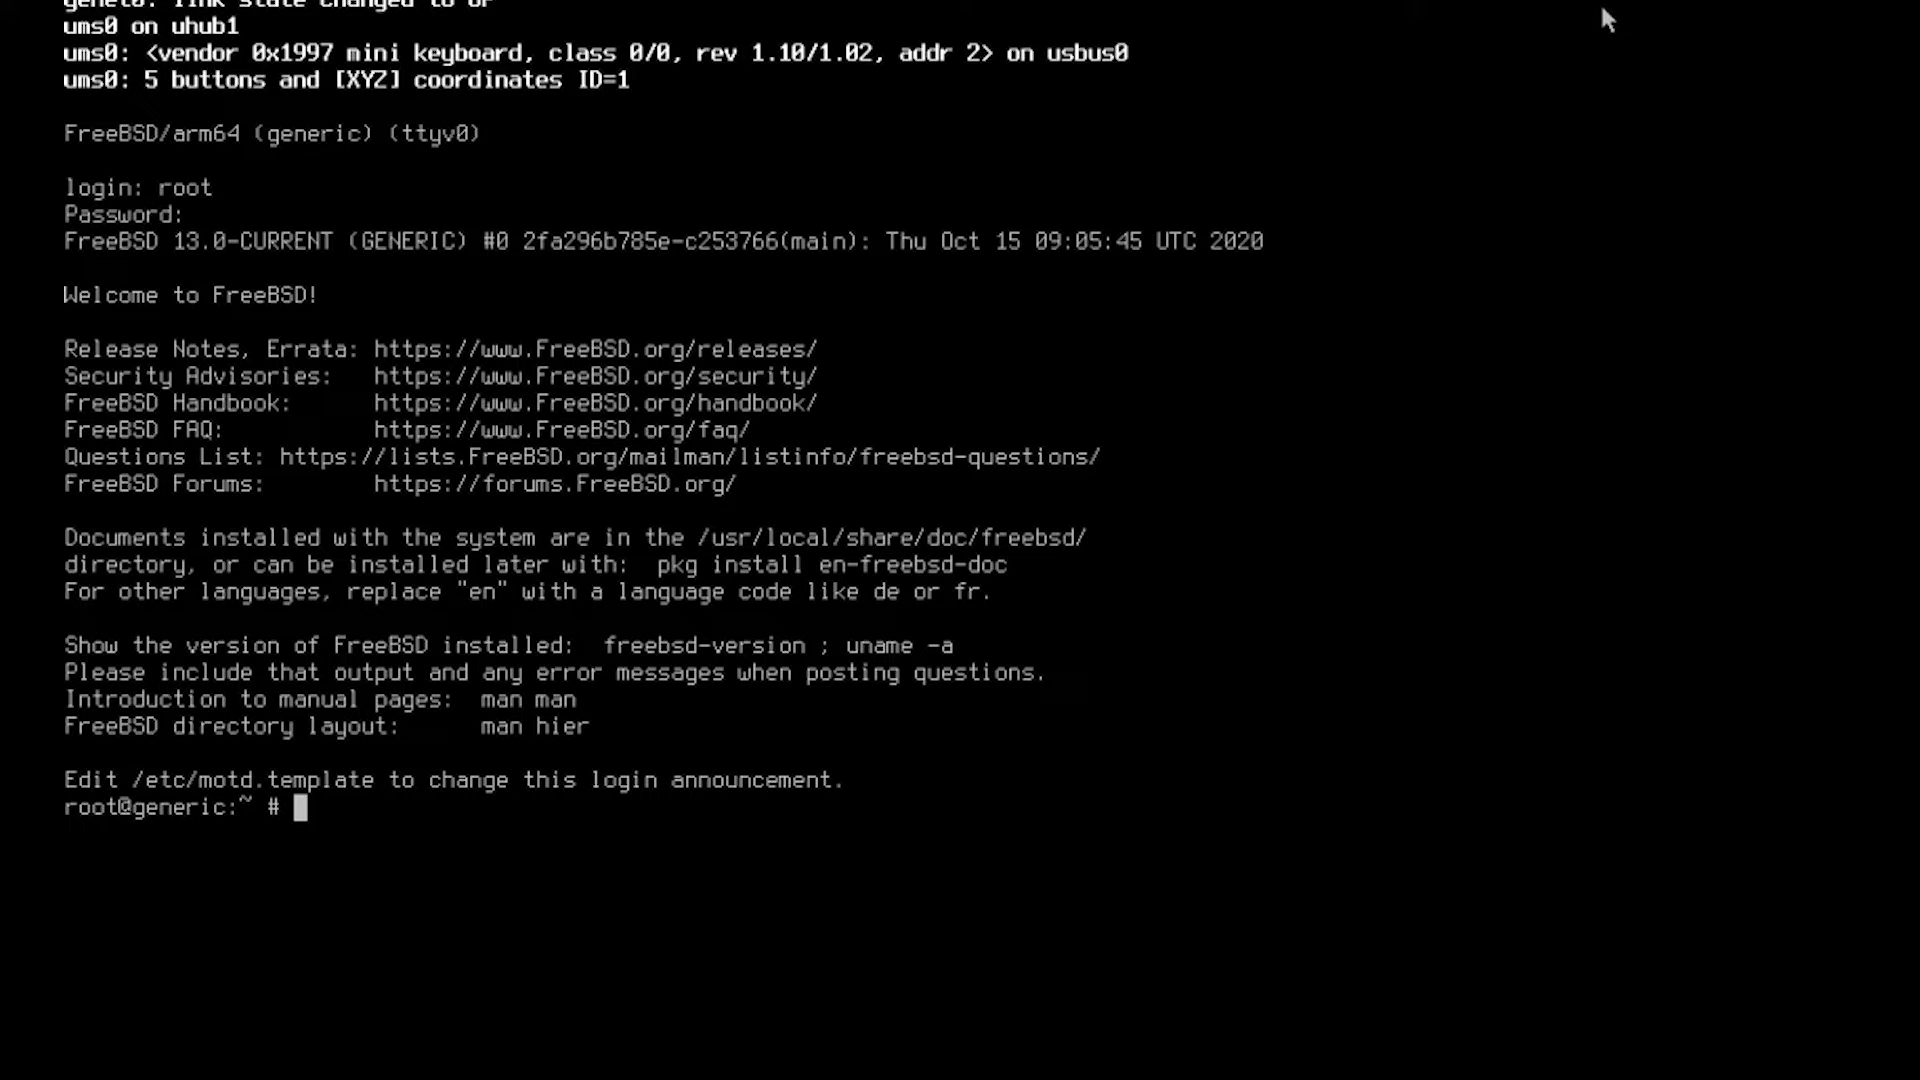 genet0: link state changed to UP
ums0 on uhub1
ums0: <vendor 0x1997 mini keyboard, class 0/0, rev 1.10/1.02, addr 2> on usbus0
ums0: 5 buttons and [XYZ] coordinates ID=1
FreeBSD/arm64 (generic) (ttyv0)
login: root
Password:
FreeBSD 13.0-CURRENT (GENERIC) #0 2fa296b785e-c253766(main): Thu Oct 15 09:05:45 UTC 2020
Welcome to FreeBSD!
Release Notes, Errata: https://www.FreeBSD.org/releases/
Security Advisories:   https://www.FreeBSD.org/security/
FreeBSD Handbook:      https://www.FreeBSD.org/handbook/
FreeBSD FAQ:           https://www.FreeBSD.org/faq/
Questions List: https://lists.FreeBSD.org/mailman/listinfo/freebsd-questions/
FreeBSD Forums:        https://forums.FreeBSD.org/
Documents installed with the system are in the /usr/local/share/doc/freebsd/
directory, or can be installed later with:  pkg install en-freebsd-doc
For other languages, replace "en" with a language code like de or fr.
Show the version of FreeBSD installed:  freebsd-version ; uname -a
Please include that output and any error messages when posting questions.
Introduction to manual pages:  man man
FreeBSD directory layout:      man hier
Edit /etc/motd.template to change this login announcement.
root@generic:~ #